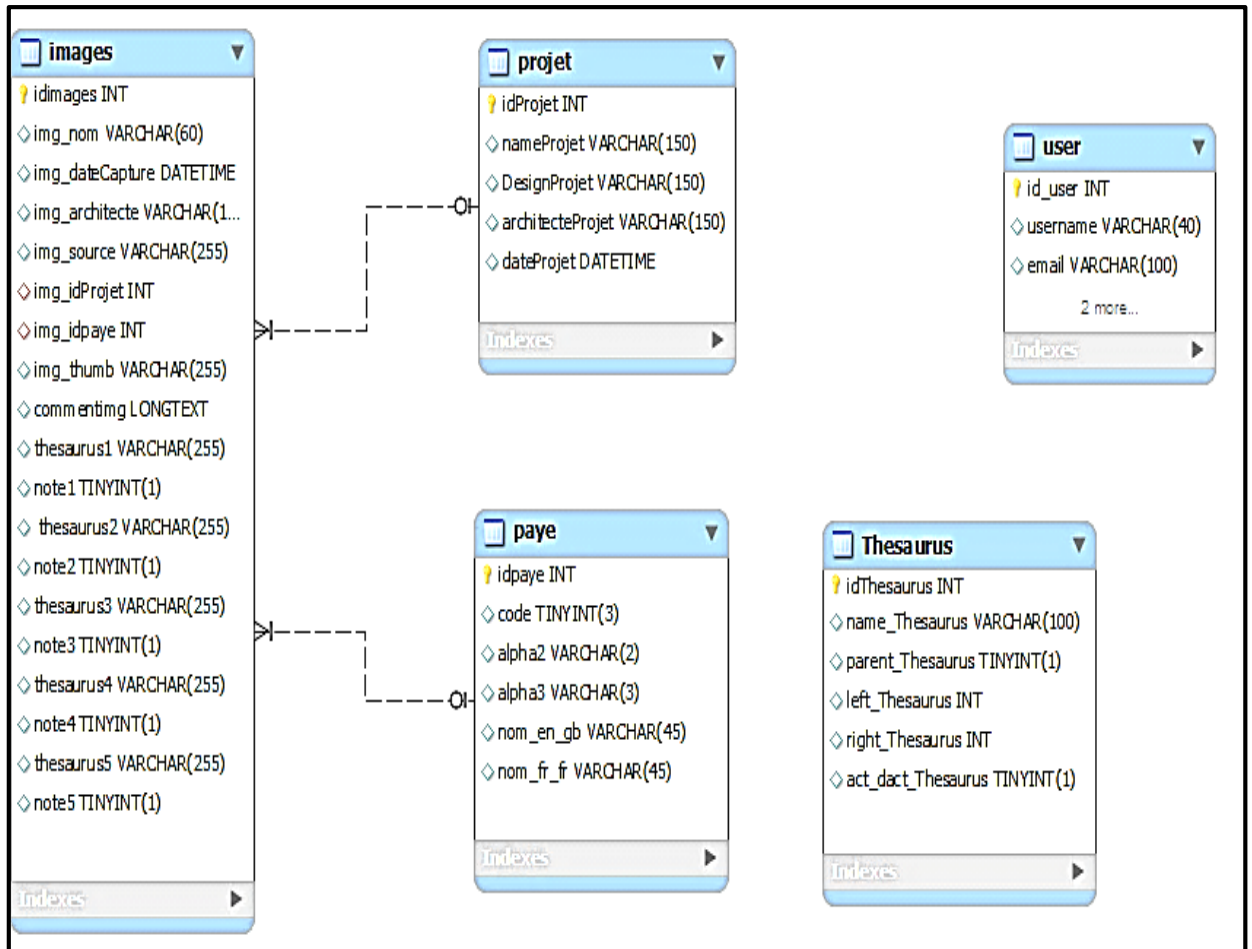 images
idimages INT
img_nom VARCHAR(60)
img_dateCapture DATETIME
img_architecte VARCHAR(1...
img_source VARCHAR(255)
img_idProjet INT
img_idpaye INT
img_thumb VARCHAR(255)
commentimg LONGTEXT
thesaurus1 VARCHAR(255)
note1 TINYINT(1)
thesaurus2 VARCHAR(255)
note2 TINYINT(1)
thesaurus3 VARCHAR(255)
note3 TINYINT(1)
thesaurus4 VARCHAR(255)
note4 TINYINT(1)
thesaurus5 VARCHAR(255)
note5 TINYINT(1)
Indexes
projet
idProjet INT
nameProjet VARCHAR(150)
DesignProjet VARCHAR(150)
architecteProjet VARCHAR(150)
dateProjet DATETIME
Indexes
user
id_user INT
username VARCHAR(40)
email VARCHAR(100)
2 more...
Indexes
paye
idpaye INT
code TINYINT(3)
alpha2 VARCHAR(2)
alpha3 VARCHAR(3)
nom_en_gb VARCHAR(45)
nom_fr_fr VARCHAR(45)
Indexes
Thesaurus
idThesaurus INT
name_Thesaurus VARCHAR(100)
parent_Thesaurus TINYINT(1)
left_Thesaurus INT
right_Thesaurus INT
act_dact_Thesaurus TINYINT(1)
Indexes